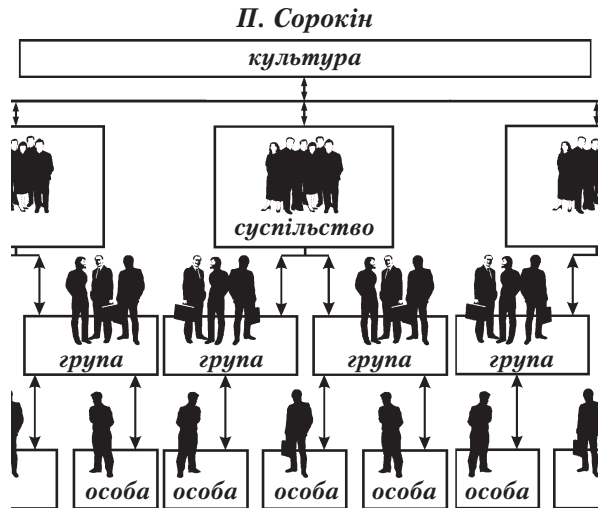 П. Сорокін
культура
суспільство
група група група група
особа особа особа особа особа